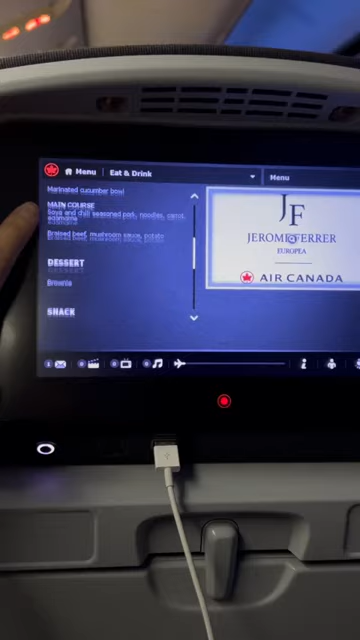 Menu
Eat & Drink
Menu
Marinated cucumber bowl
MAIN COURSE
Soya and chili seasoned pork, noodles, carrot,
edamame
Braised beef, mushroom sauce, potato
DESSERT
Brownie
SNACK
JF
JEROME FERRER
EUROPEA
AIR CANADA